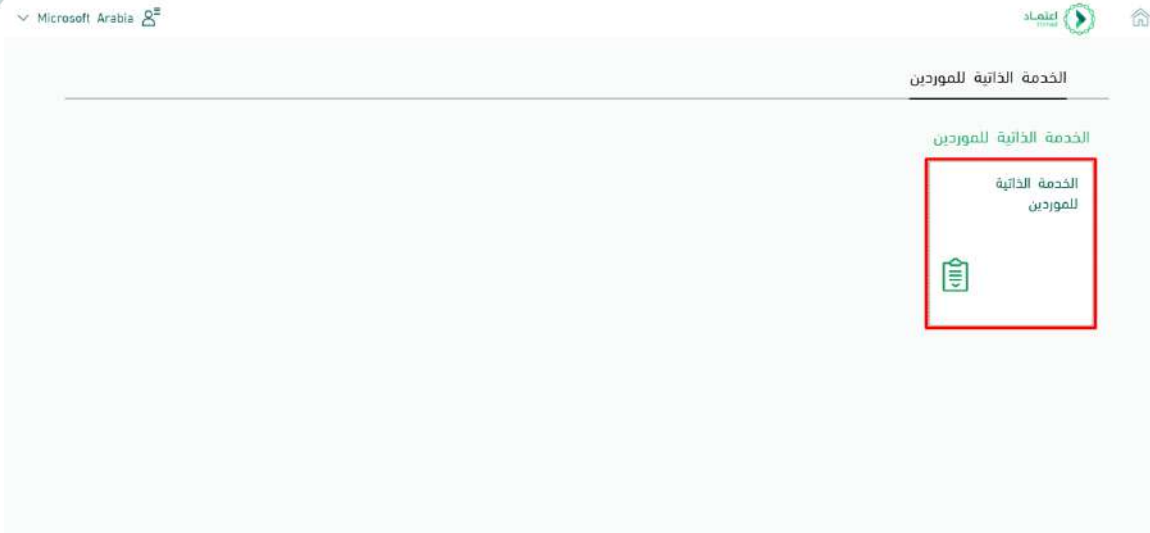 Microsoft Arabia
اعتماد
الخدمة الذاتية للموردين
الخدمة الذاتية للموردين
الخدمة الذاتية
للموردين